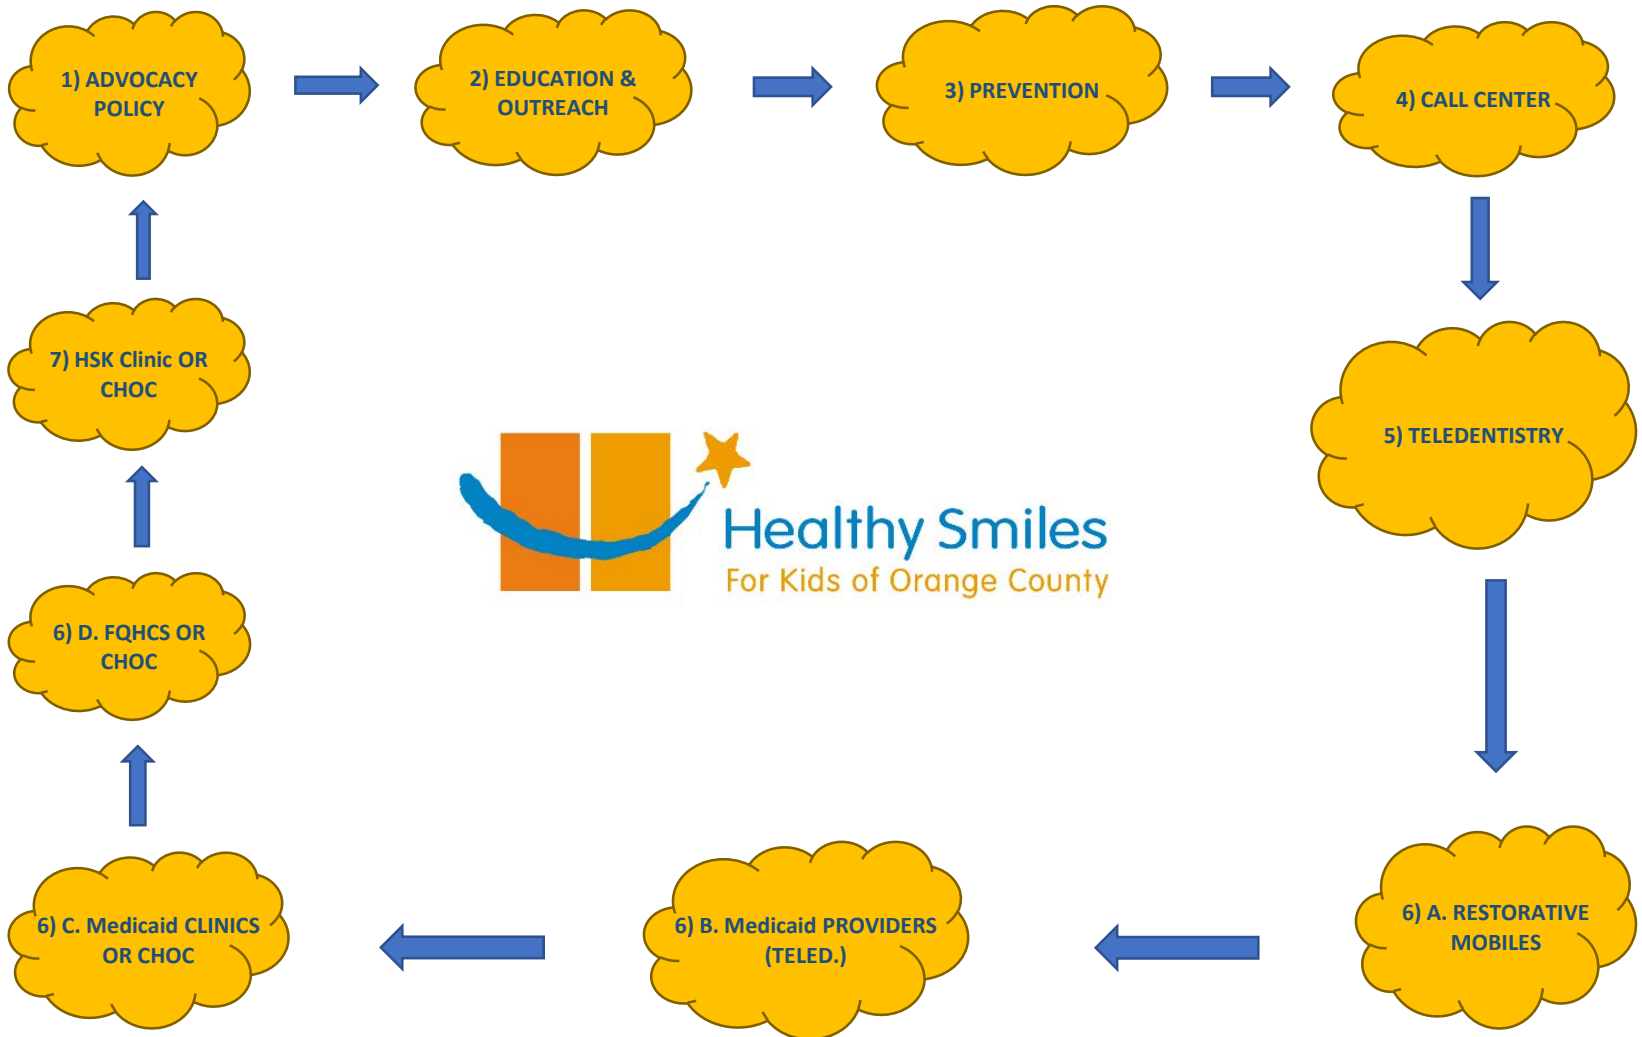 1) ADVOCACY
POLICY
2) EDUCATION &
OUTREACH
3) PREVENTION
4) CALL CENTER
5) TELEDENTISTRY
6) A. RESTORATIVE
MOBILES
6) B. Medicaid PROVIDERS
(TELED.)
6) C. Medicaid CLINICS
OR CHOC
6) D. FQHCS OR
CHOC
7) HSK Clinic OR
CHOC
Healthy Smiles
For Kids of Orange County